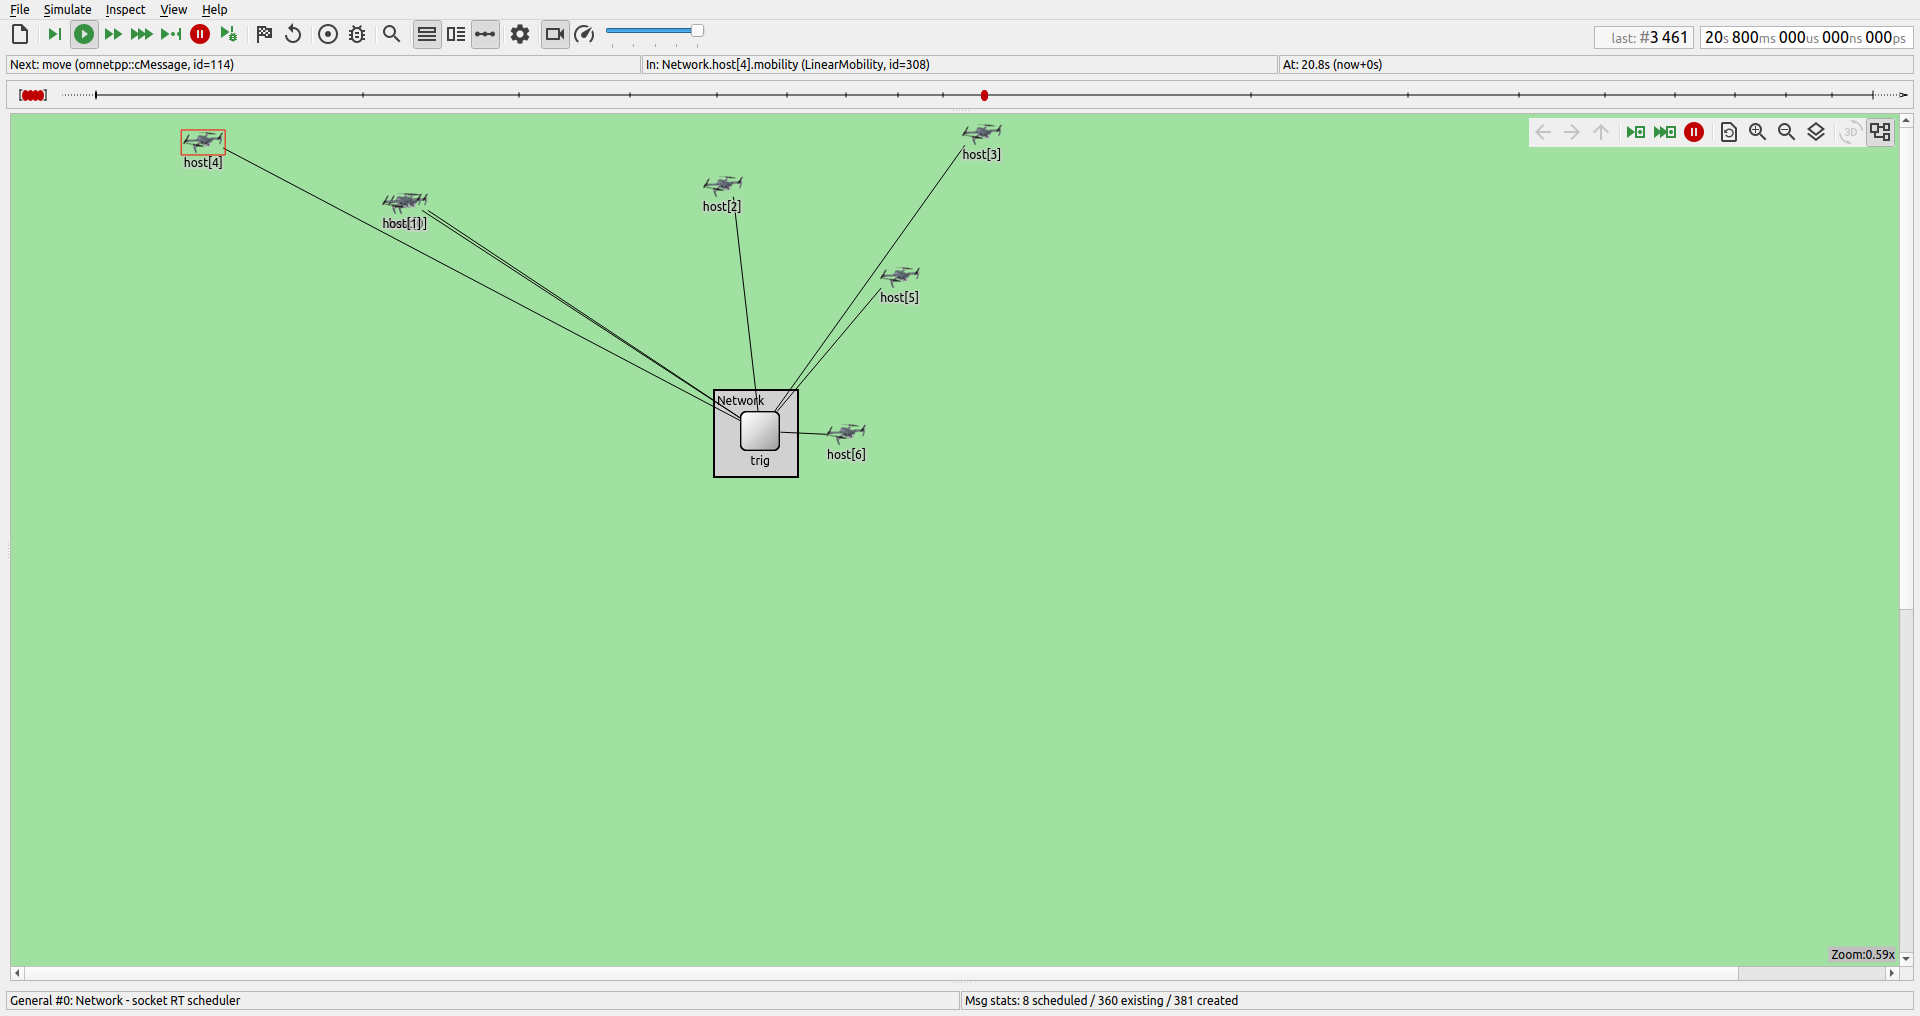 File Simulate Inspect View Help
last: #3 461
20s 800ms 000us 000ns 000ps
Next: move (omnetpp::cMessage, id=114)
In: Network.host[4].mobility (LinearMobility, id=308)
At: 20.8s (now+0s)
3D
host[4]
host[3]
host[2]
host[1]
host[5]
Network
trig
host[6]
Zoom:0.59x
General #0: Network - socket RT scheduler
Msg stats: 8 scheduled / 360 existing / 381 created